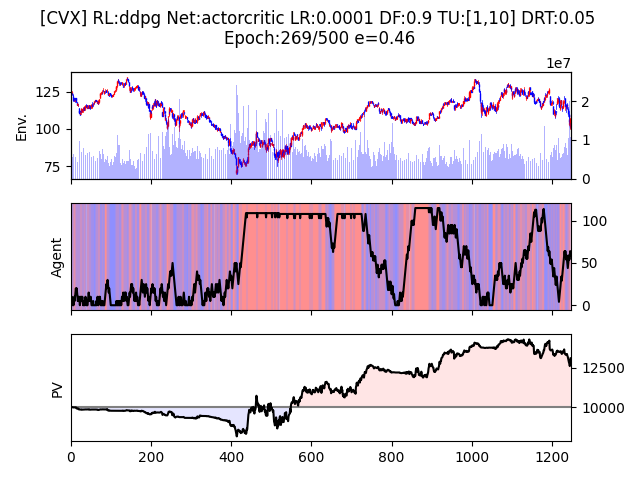 [CVX] RL:ddpg Net:actorcritic LR:0.0001 DF:0.9 TU:[1,10] DRT:0.05
Epoch:269/500 e=0.46
1e7
Env.
125
100
75
2
1
0
Agent
100
50
0
PV
12500
10000
0 200 400 600 800 1000 1200